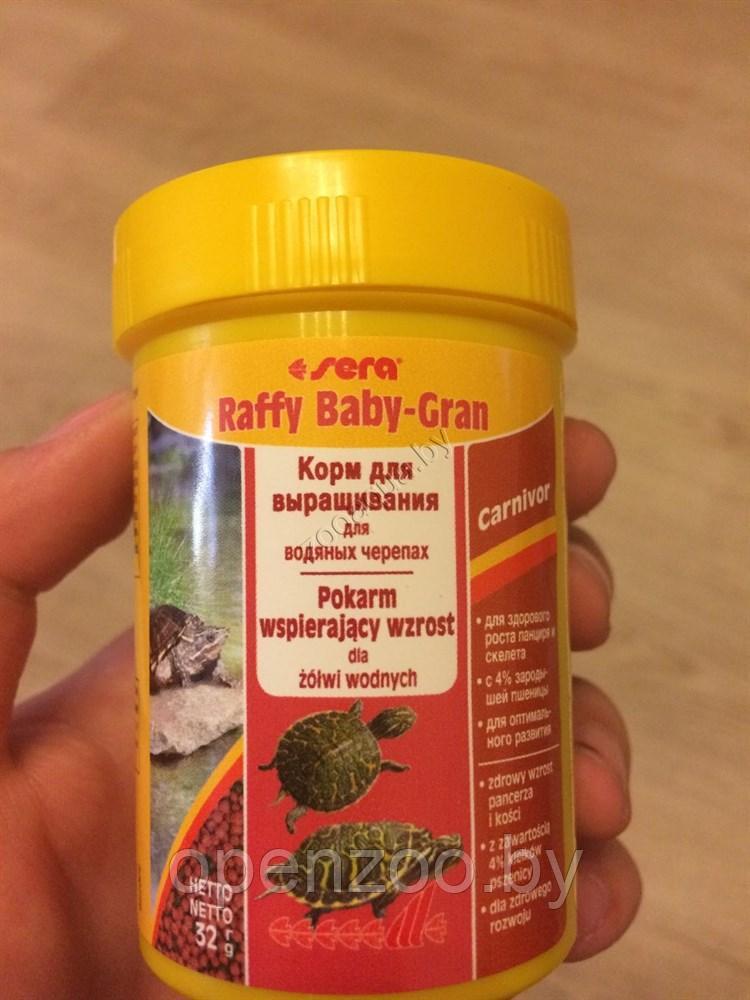 sera®
Raffy Baby-Gran
Корм для
выращивания
для
водяных черепах
Pokarm
wspierający wzrost
dla
żółwi wodnych
Carnivor
• для здорового
роста панциря и
скелета
• с 4% зароды-
шей пшеницы
• для оптималь-
ного развития
• zdrowy wzrost
pancerza
i kości
• z zawartością
4% kiełków
pszenicy
• dla zdrowego
rozwoju
НЕТТО
NETTO
32 г g
openzoo.by